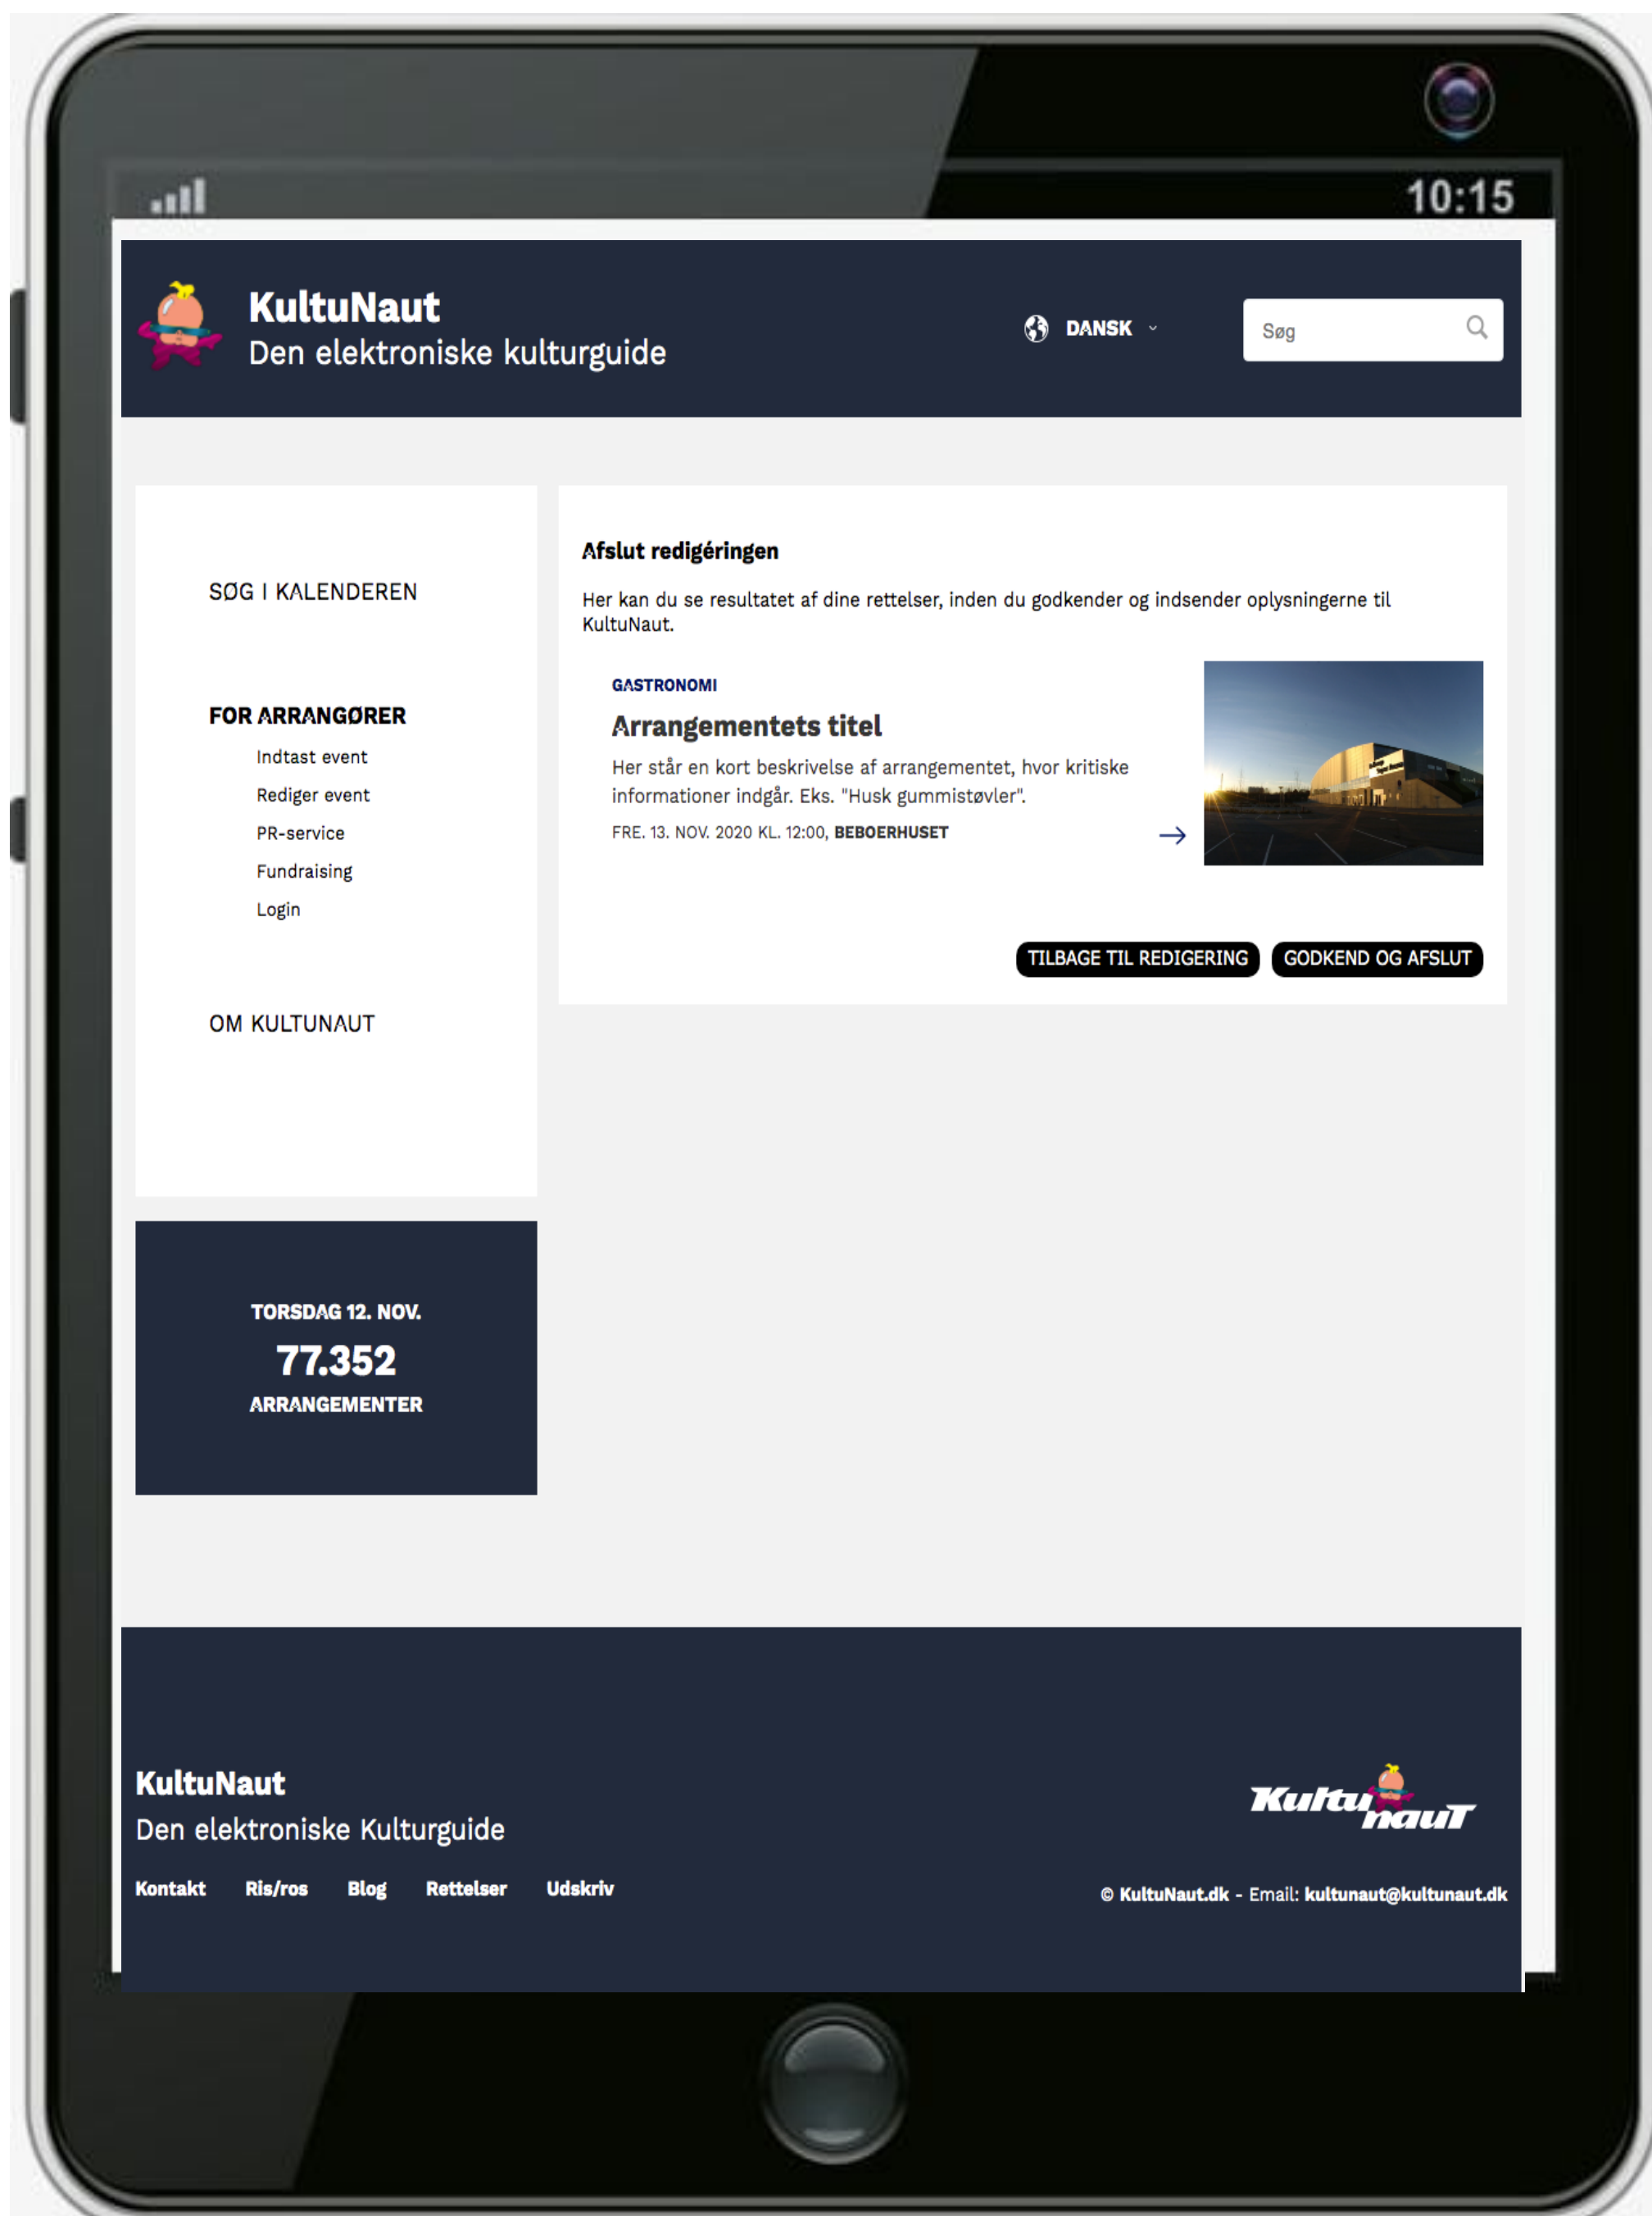 10:15
KultuNaut
Den elektroniske kulturguide
DANSK
Søg
SØG I KALENDEREN
FOR ARRANGØRER
Indtast event
Rediger event
PR-service
Fundraising
Login
OM KULTUNAUT
Afslut redigéringen
Her kan du se resultatet af dine rettelser, inden du godkender og indsender oplysningerne til
KultuNaut.
GASTRONOMI
Arrangementets titel
Her står en kort beskrivelse af arrangementet, hvor kritiske
informationer indgår. Eks. "Husk gummistøvler".
FRE. 13. NOV. 2020 KL. 12:00, BEBOERHUSET
TILBAGE TIL REDIGERING
GODKEND OG AFSLUT
TORSDAG 12. NOV.
77.352
ARRANGEMENTER
KultuNaut
Den elektroniske Kulturguide
Kontakt Ris/ros Blog Rettelser Udskriv
Kultunaut
© KultuNaut.dk - Email: kultunaut@kultunaut.dk